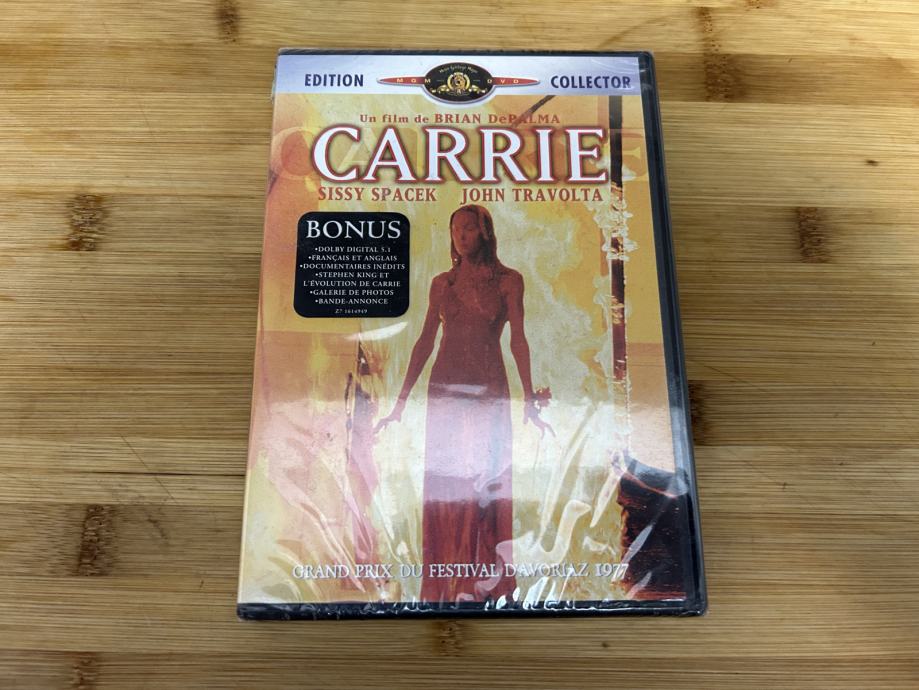 EDITION MGM DVD COLLECTOR
Un film de BRIAN DePALMA
CARRIE
SISSY SPACEK JOHN TRAVOLTA
BONUS
•DOLBY DIGITAL 5.1
•FRANÇAIS ET ANGLAIS
•DOCUMENTAIRES INÉDITS
•STEPHEN KING ET
L'ÉVOLUTION DE CARRIE
•GALERIE DE PHOTOS
•BANDE-ANNONCE
Z7 1614949
GRAND PRIX DU FESTIVAL D'AVORIAZ 1977